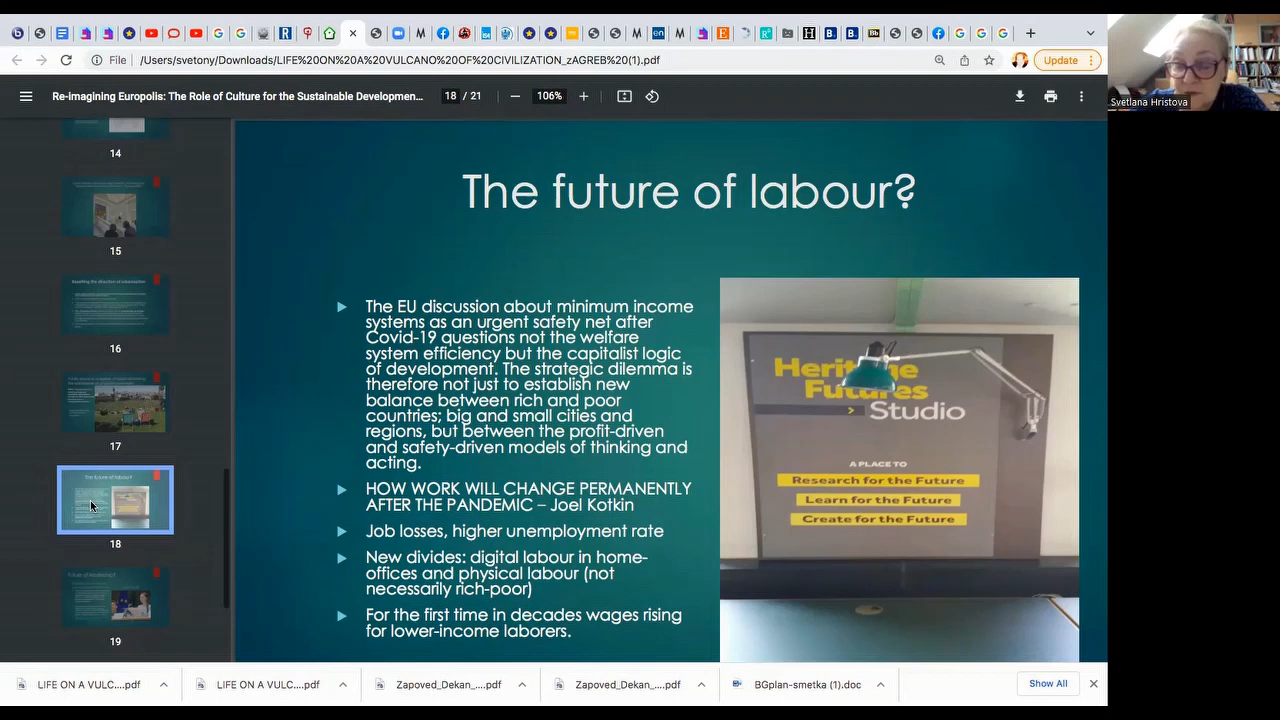 File
/Users/svetony/Downloads/LIFE%20ON%20A%20VULCANO%20OF%20CIVILIZATION_zAGREB%20(1).pdf
Update
Re-imagining Europolis: The Role of Culture for the Sustainable Developmen...
18 / 21
106%
Svetlana Hristova
14
15
16
17
The future of labour?
18
19
The future of labour?
The EU discussion about minimum income
systems as an urgent safety net after
Covid-19 questions not the welfare
system efficiency but the capitalist logic
of development. The strategic dilemma is
therefore not just to establish new
balance between rich and poor
countries; big and small cities and
regions, but between the profit-driven
and safety-driven models of thinking and
acting.
HOW WORK WILL CHANGE PERMANENTLY
AFTER THE PANDEMIC – Joel Kotkin
Job losses, higher unemployment rate
New divides: digital labour in home-
offices and physical labour (not
necessarily rich-poor)
For the first time in decades wages rising
for lower-income laborers.
Heritage
Futures
> Studio
A PLACE TO
Research for the Future
Learn for the Future
Create for the Future
LIFE ON A VULC....pdf
LIFE ON A VULC....pdf
Zapoved_Dekan_....pdf
Zapoved_Dekan_....pdf
BGplan-smetka (1).doc
Show All